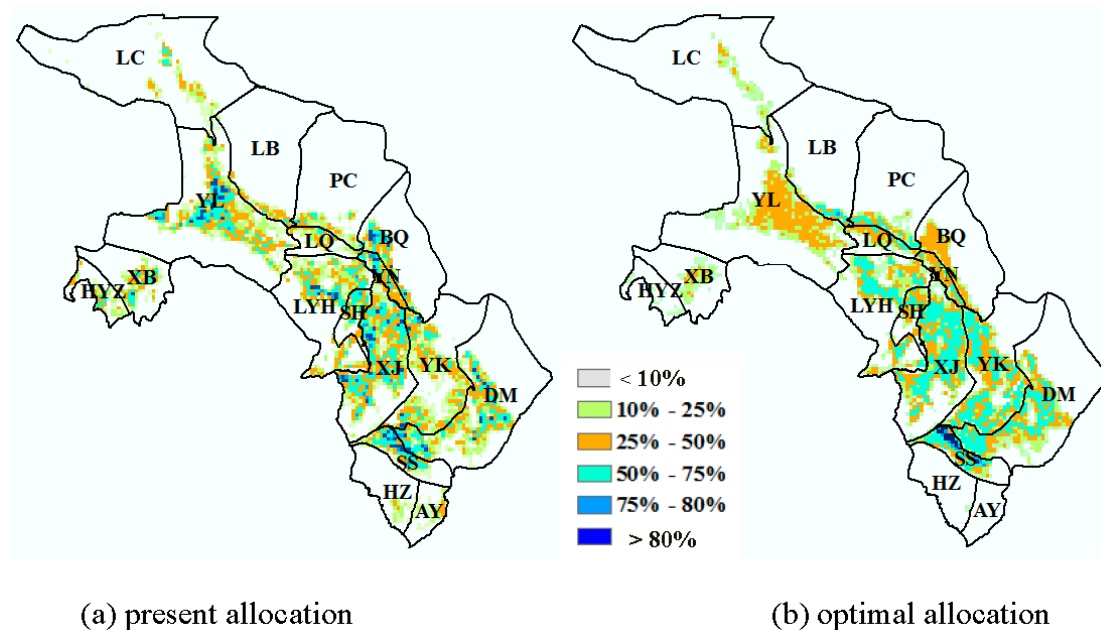 LC
LB
PC
YL
BQ
LQ
YN
XB
HYZ
LYH
SH
XJ
YK
DM
SS
HZ
AY
LC
LB
PC
YL
BQ
LQ
YN
XB
HYZ
LYH
SH
XJ
YK
DM
SS
HZ
AY
< 10%
10% - 25%
25% - 50%
50% - 75%
75% - 80%
> 80%
(a) present allocation
(b) optimal allocation